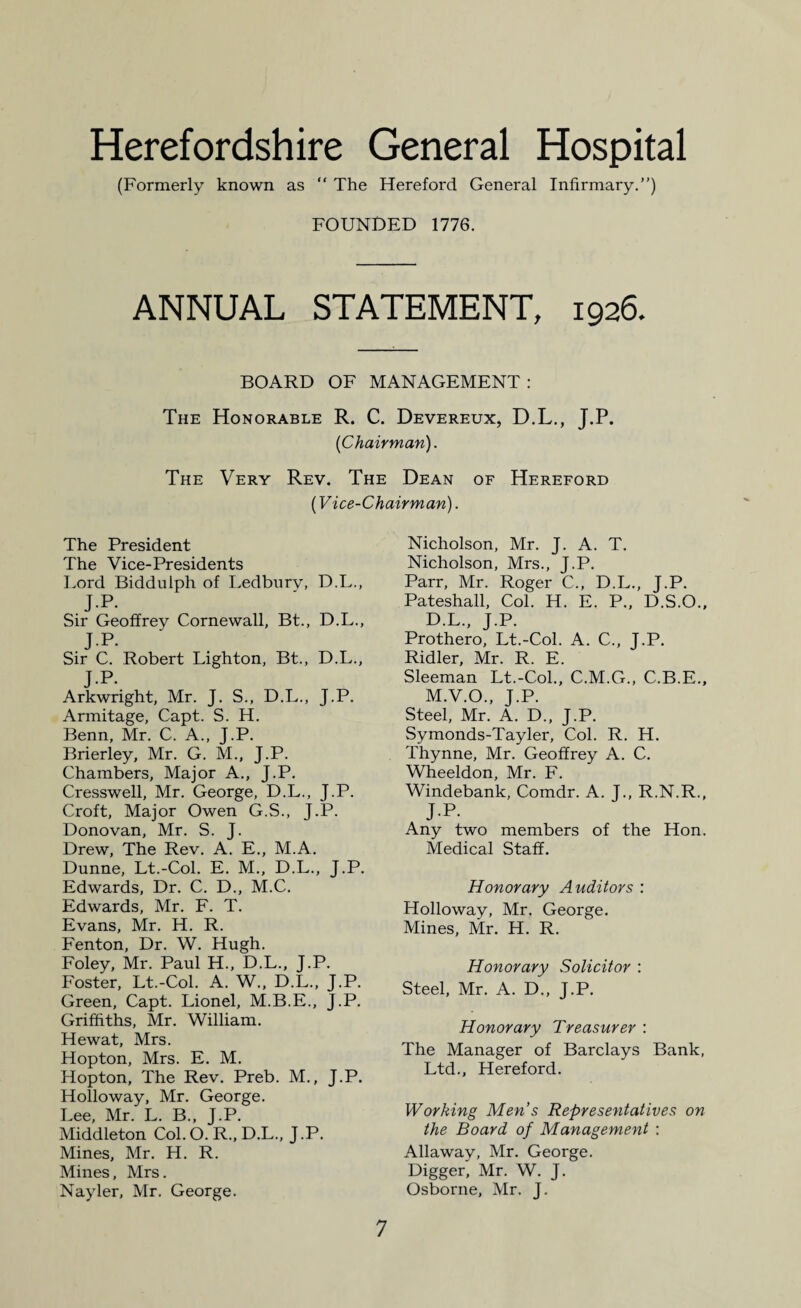 Herefordshire General Hospital
(Formerly known as “ The Hereford General Infirmary.”)
FOUNDED 1776.
ANNUAL STATEMENT, 1926.
BOARD OF MANAGEMENT :
The Honorable R. C. Devereux, D.L., J.P.
(Chairman).
The Very Rev. The Dean of Hereford
(Vice-Chairman).
The President
The Vice-Presidents
Lord Biddulph of Ledbury, D.L.,
J.P.
Sir Geoffrey Cornewall, Bt., D.L.,
J.P.
Sir C. Robert Lighton, Bt., D.L.,
J.P.
Arkwright, Mr. J. S., D.L., J.P.
Armitage, Capt. S. H.
Benn, Mr. C. A., J.P.
Brierley, Mr. G. M., J.P.
Chambers, Major A., J.P.
Cresswell, Mr. George, D.L., J.P.
Croft, Major Owen G.S., J.P.
Donovan, Mr. S. J.
Drew, The Rev. A. E., M.A.
Dunne, Lt.-Col. E. M., D.L., J.P.
Edwards, Dr. C. D., M.C.
Edwards, Mr. F. T.
Evans, Mr. H. R.
Fenton, Dr. W. Hugh.
Foley, Mr. Paul H., D.L., J.P.
Foster, Lt.-Col. A. W., D.L., J.P.
Green, Capt. Lionel, M.B.E., J.P.
Griffiths, Mr. William.
Hewat, Mrs.
Hopton, Mrs. E. M.
Hopton, The Rev. Preb. M., J.P.
Holloway, Mr. George.
Lee, Mr. L. B., J.P.
Middleton Col. O. R., D.L., J.P.
Mines, Mr. H. R.
Mines, Mrs.
Nayler, Mr. George.
Nicholson, Mr. J. A. T.
Nicholson, Mrs., J.P.
Parr, Mr. Roger C., D.L., J.P.
Pateshall, Col. H. E. P., D.S.O.,
D.L., J.P.
Prothero, Lt.-Col. A. C., J.P.
Ridler, Mr. R. E.
Sleeman Lt.-Col., C.M.G., C.B.E.,
M.V.O., J.P.
Steel, Mr. A. D., J.P.
Symonds-Tayler, Col. R. H.
Thynne, Mr. Geoffrey A. C.
Wheeldon, Mr. F.
Windebank, Comdr. A. J., R.N.R.,
J.P.
Any two members of the Hon.
Medical Staff.
Honorary Auditors :
Holloway, Mr. George.
Mines, Mr. H. R.
Honorary Solicitor :
Steel, Mr. A. D., J.P.
Honorary Treasurer :
The Manager of Barclays Bank,
Ltd., Hereford.
Working Men’s Representatives on
the Board of Management :
Allaway, Mr. George.
Digger, Mr. W. J.
Osborne, Mr. J.
7